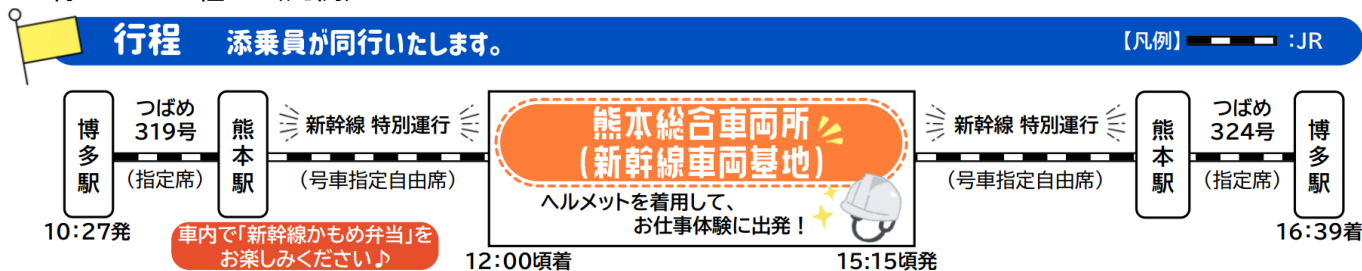 行程 添乗員が同行いたします。
【凡例】 :JR
博多駅
10:27発
つばめ
319号
(指定席)
熊本駅
新幹線 特別運行
(号車指定自由席)
車内で「新幹線かもめ弁当」を
お楽しみください♪
熊本総合車両所
(新幹線車両基地)
ヘルメットを着用して、
お仕事体験に出発!
12:00頃着
15:15頃発
新幹線 特別運行
(号車指定自由席)
熊本駅
つばめ
324号
(指定席)
博多駅
16:39着